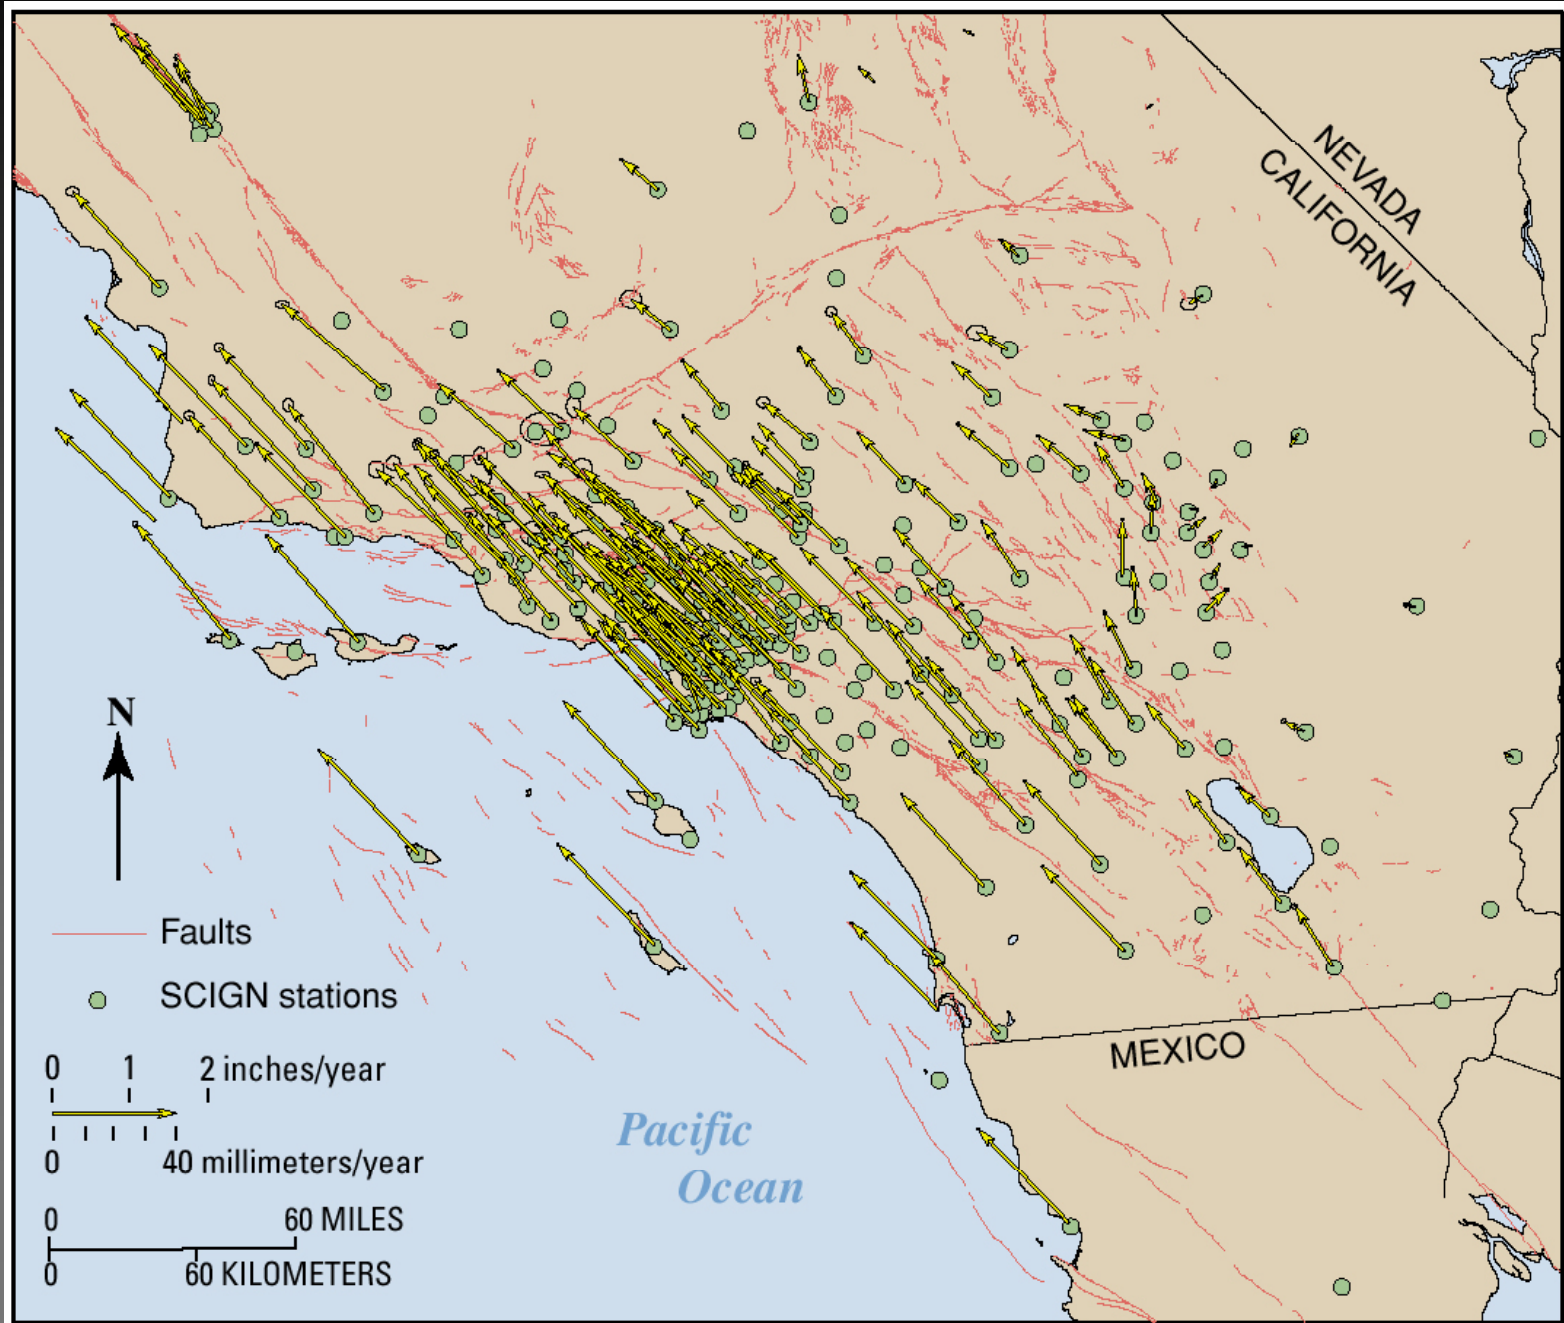 NEVADA
CALIFORNIA
N
Faults
SCIGN stations
0 1 2 inches/year
0 40 millimeters/year
0 60 MILES
0 60 KILOMETERS
MEXICO
Pacific
Ocean